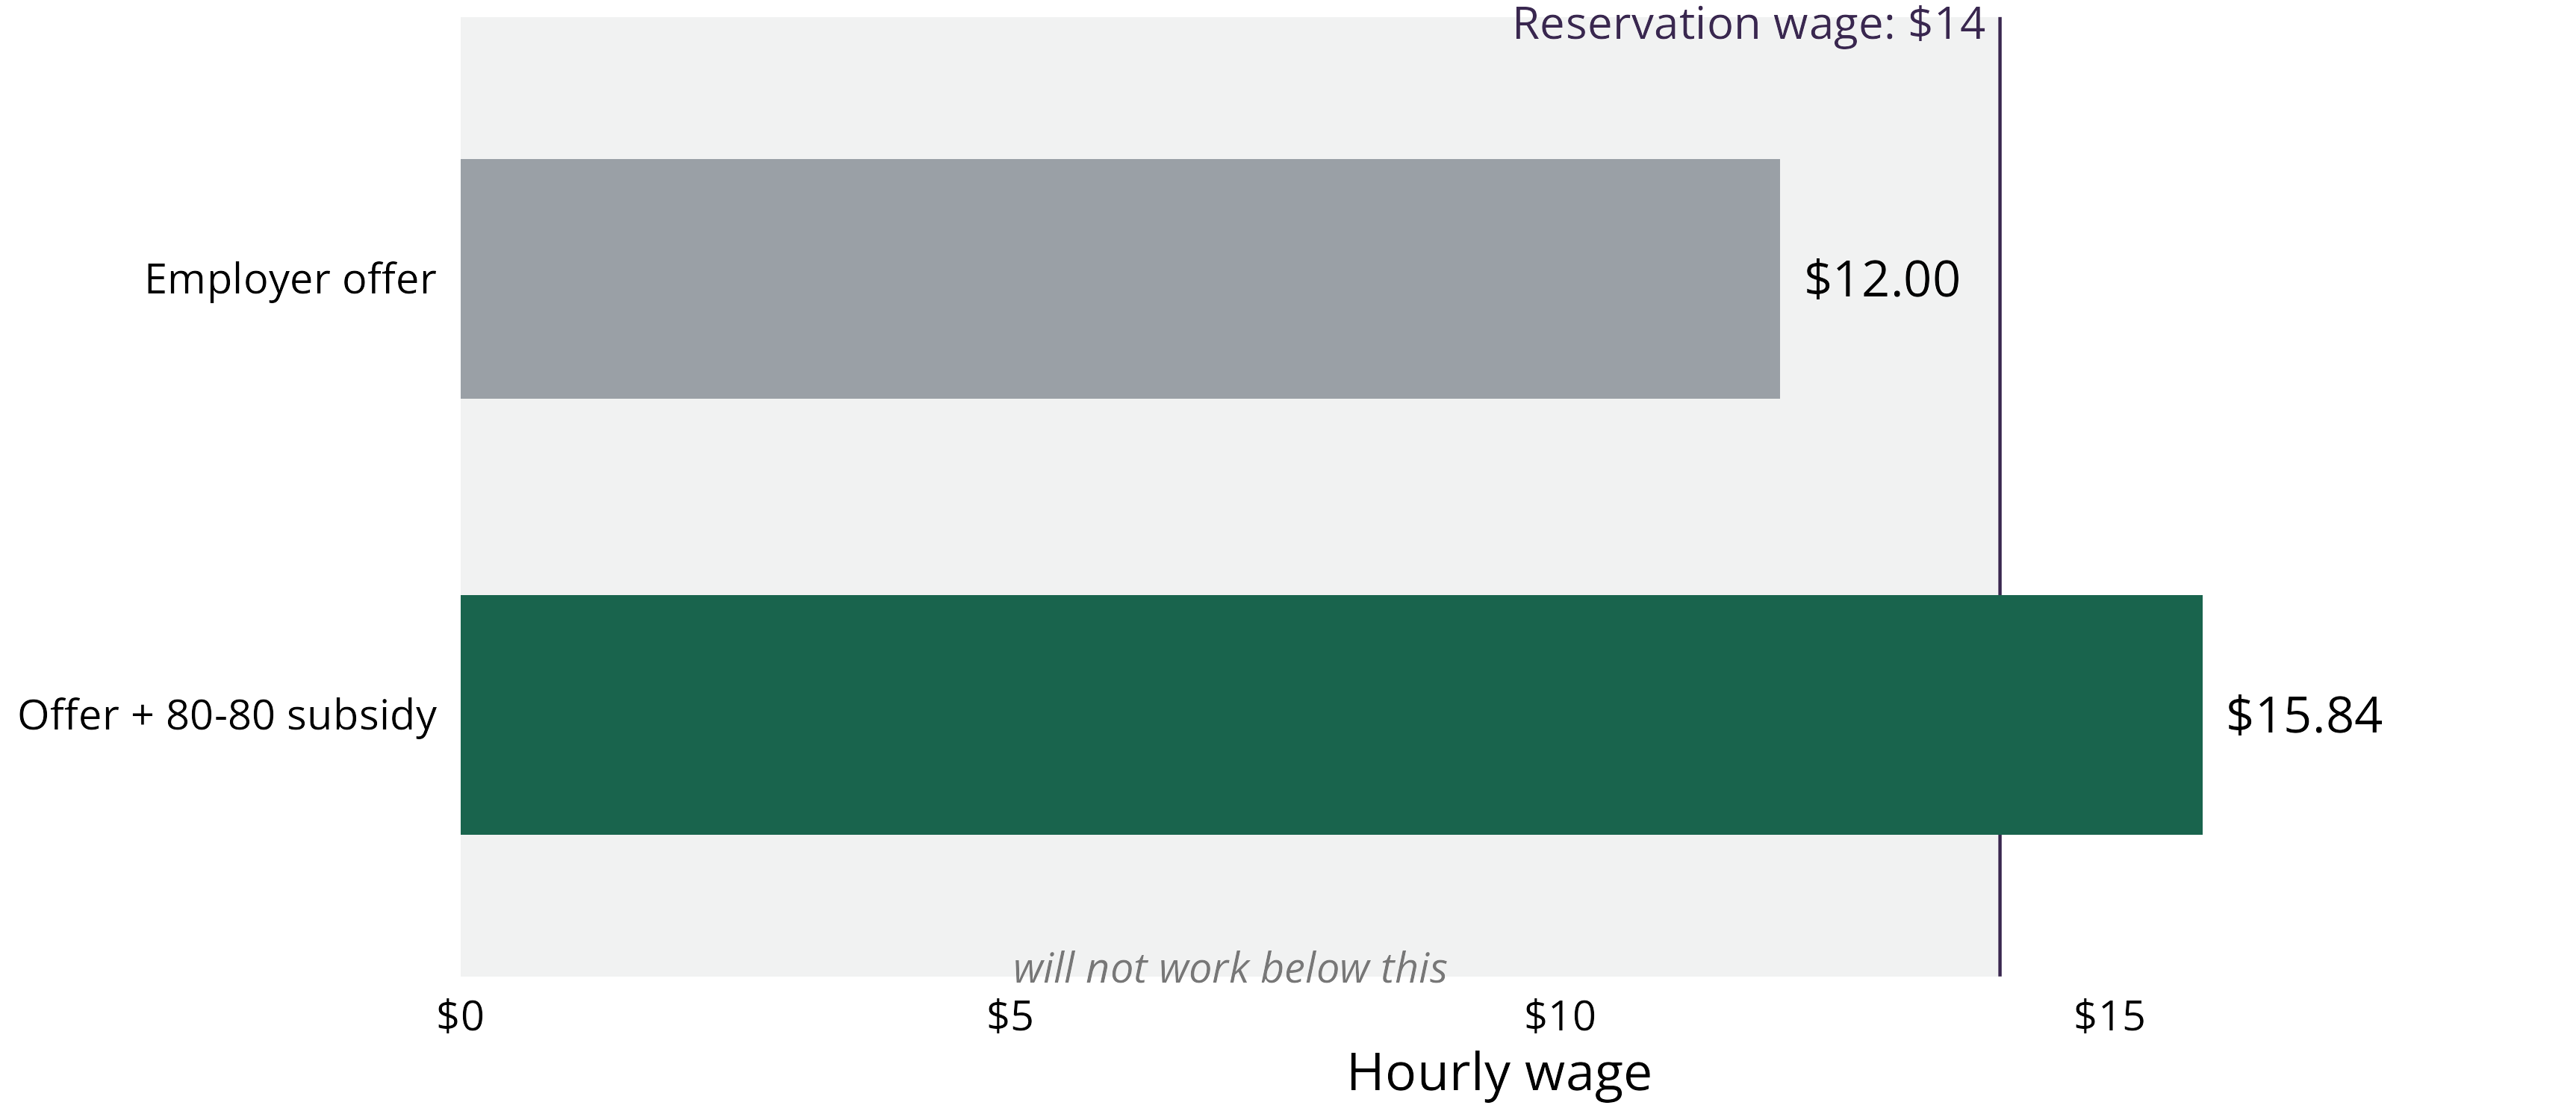 Reservation wage: $14
Employer offer
$12.00
Offer + 80-80 subsidy
$15.84
will not work below this
$0
$5
$10
$15
Hourly wage